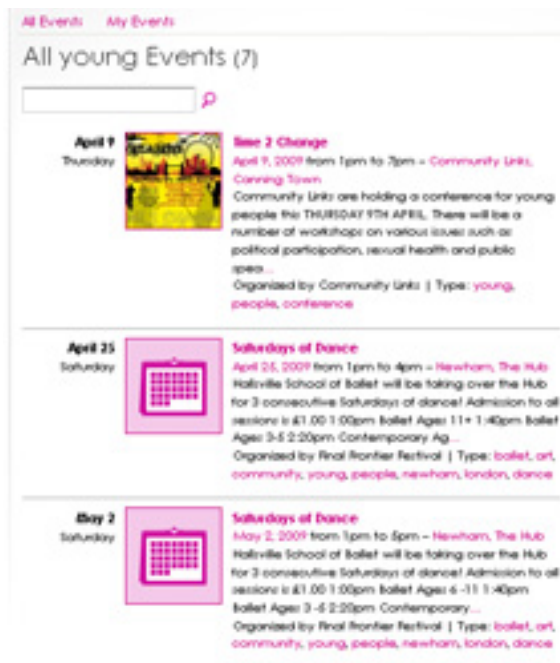 All Events My Events
All young Events (7)
April 9
Thursday
Time 2 Change
April 9, 2009 from 1pm to 7pm – Community Links,
Canning Town
Community Links are holding a conference for young
people this THURSDAY 9TH APRIL. There will be a
number of workshops on various issues such as
political participation, sexual health and public
spea...
Organized by Community Links | Type: young,
people, conference
April 25
Saturday
Saturdays of Dance
April 25, 2009 from 1pm to 4pm – Newham, The Hub
Hallsville School of Ballet will be taking over the Hub
for 3 consecutive Saturdays of dance! Admission to all
sessions is £1.00 1:00pm Ballet Ages 11+ 1:40pm Ballet
Ages 3-5 2:20pm Contemporary Ag...
Organized by Final Frontier Festival | Type: ballet, art,
community, young, people, newham, london, dance
May 2
Saturday
Saturdays of Dance
May 2, 2009 from 1pm to 5pm – Newham, The Hub
Hallsville School of Ballet will be taking over the Hub
for 3 consecutive Saturdays of dance! Admission to all
sessions is £1.00 1:00pm Ballet Ages 6 -11 1:40pm
Ballet Ages 3 -5 2:20pm Contemporary...
Organized by Final Frontier Festival | Type: ballet, art,
community, young, people, newham, london, dance